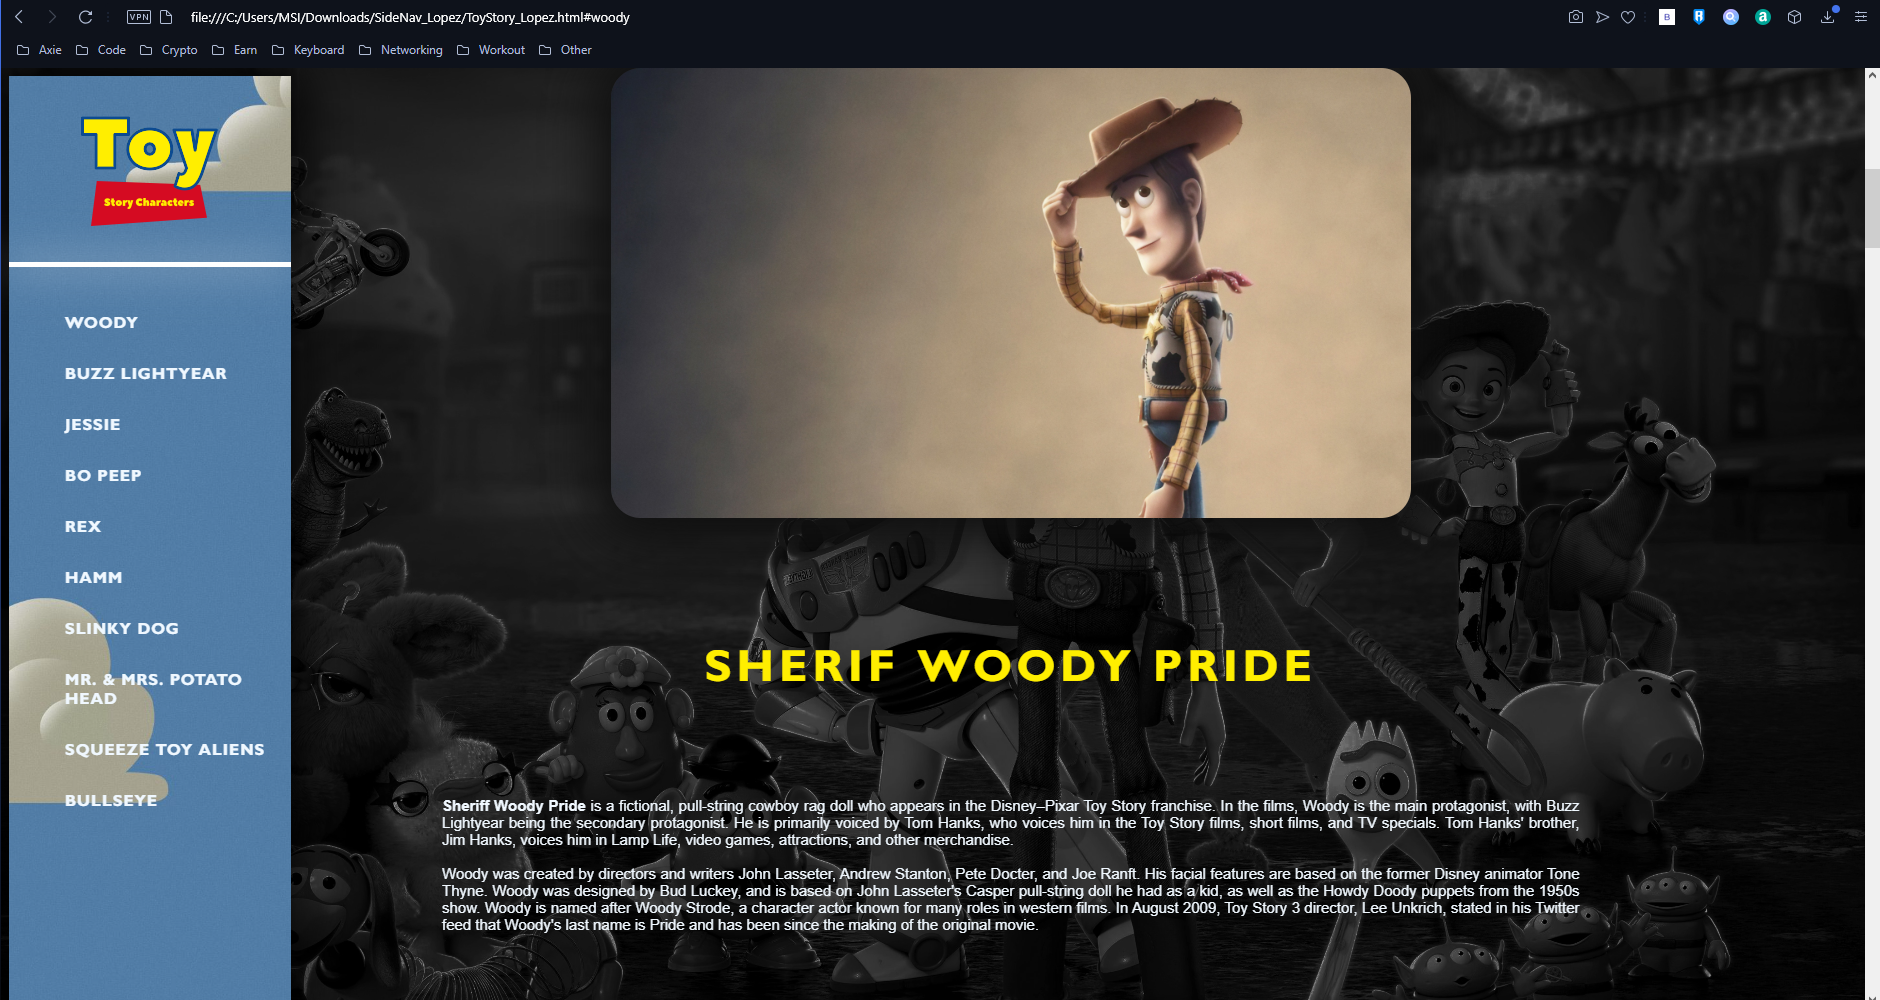 VPN
file:///C:/Users/MSI/Downloads/SideNav_Lopez/ToyStory_Lopez.html#woody
B
a
Axie
Code
Crypto
Earn
Keyboard
Networking
Workout
Other
Toy
Story Characters
WOODY
BUZZ LIGHTYEAR
JESSIE
BO PEEP
REX
HAMM
SLINKY DOG
MR. & MRS. POTATO
HEAD
SQUEEZE TOY ALIENS
BULLSEYE
SHERIF WOODY PRIDE
Sheriff Woody Pride is a fictional, pull-string cowboy rag doll who appears in the Disney–Pixar Toy Story franchise. In the films, Woody is the main protagonist, with Buzz
Lightyear being the secondary protagonist. He is primarily voiced by Tom Hanks, who voices him in the Toy Story films, short films, and TV specials. Tom Hanks' brother,
Jim Hanks, voices him in Lamp Life, video games, attractions, and other merchandise.
Woody was created by directors and writers John Lasseter, Andrew Stanton, Pete Docter, and Joe Ranft. His facial features are based on the former Disney animator Tone
Thyne. Woody was designed by Bud Luckey, and is based on John Lasseter's Casper pull-string doll he had as a kid, as well as the Howdy Doody puppets from the 1950s
show. Woody is named after Woody Strode, a character actor known for many roles in western films. In August 2009, Toy Story 3 director, Lee Unkrich, stated in his Twitter
feed that Woody's last name is Pride and has been since the making of the original movie.